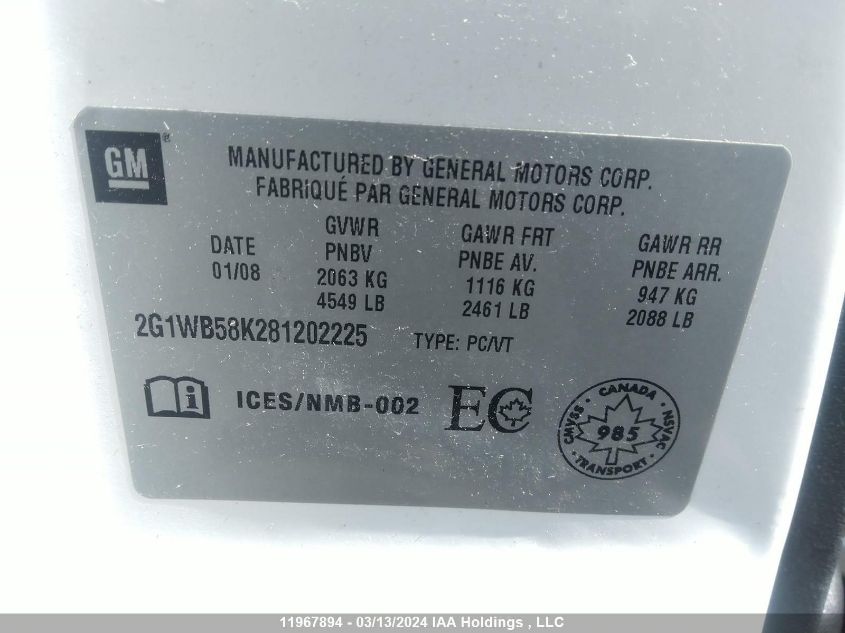 GM®
MANUFACTURED BY GENERAL MOTORS CORP.
FABRIQUÉ PAR GENERAL MOTORS CORP.
DATE
01/08
GVWR
PNBV
2063 KG
4549 LB
GAWR FRT
PNBE AV.
1116 KG
2461 LB
GAWR RR
PNBE ARR.
947 KG
2088 LB
2G1WB58K281202225
TYPE: PC/VT
i
ICES/NMB-002
EC
CANADA
CMVSS
NSVAC
985
TRANSPORT
11967894 - 03/13/2024 IAA Holdings , LLC